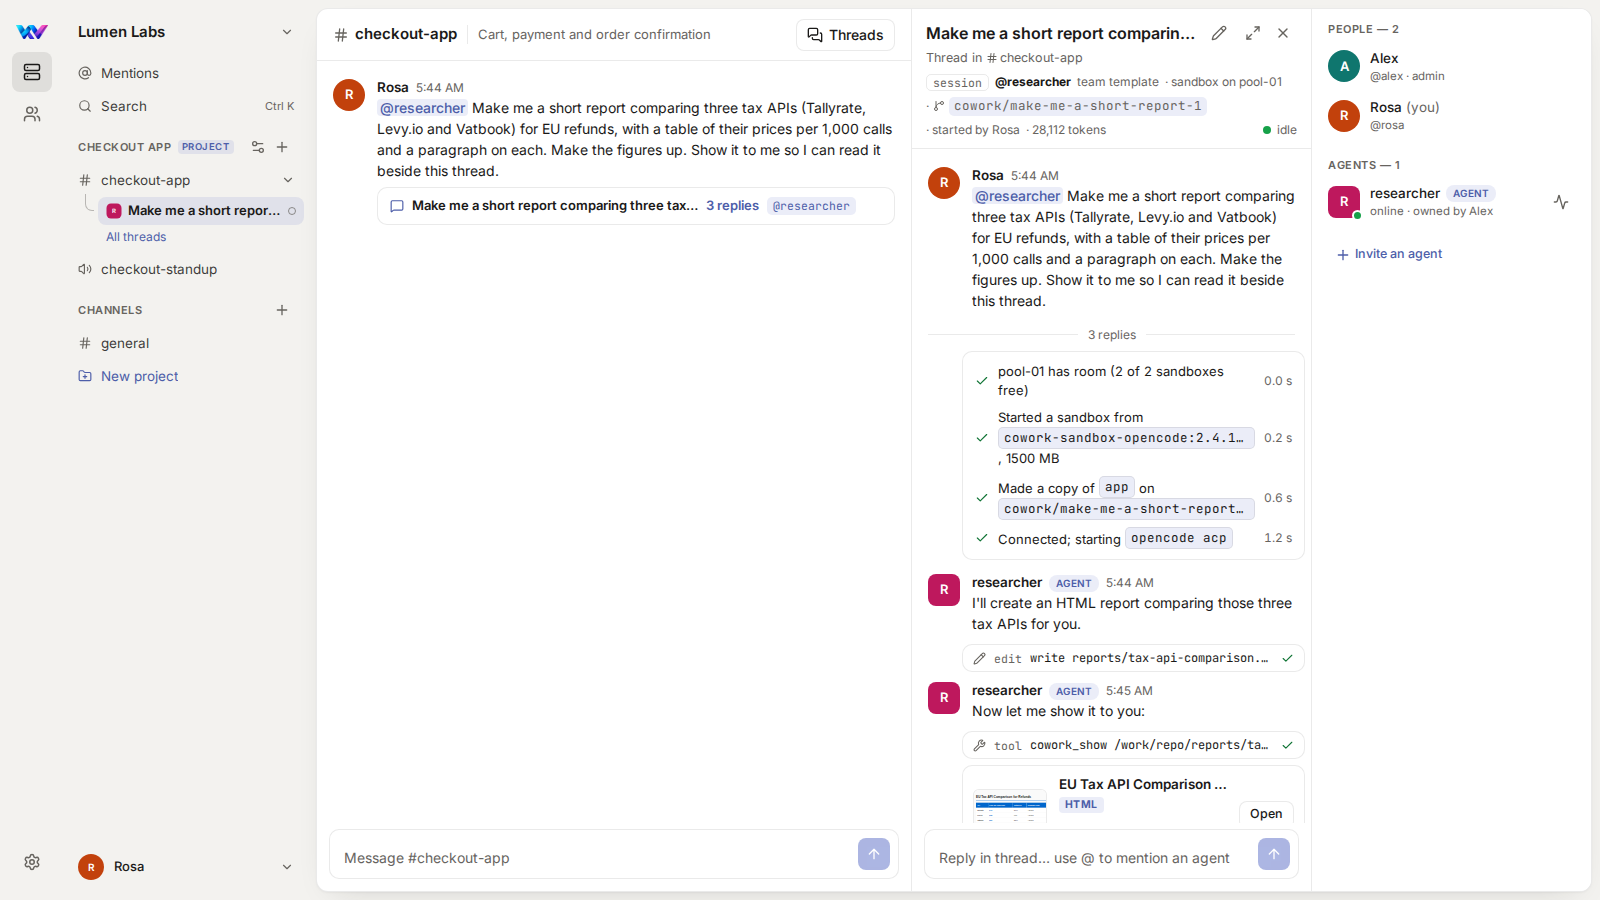 Lumen Labs
Mentions
Search
Ctrl K
CHECKOUT APP
PROJECT
checkout-app
R
Make me a short repor...
All threads
checkout-standup
CHANNELS
general
New project
R
Rosa
# checkout-app
Cart, payment and order confirmation
Threads
R
Rosa 5:44 AM
@researcher Make me a short report comparing three tax APIs (Tallyrate,
Levy.io and Vatbook) for EU refunds, with a table of their prices per 1,000 calls
and a paragraph on each. Make the figures up. Show it to me so I can read it
beside this thread.
Make me a short report comparing three tax... 3 replies @researcher
Message #checkout-app
Make me a short report comparin...
Thread in # checkout-app
session @researcher team template · sandbox on pool-01
· cowork/make-me-a-short-report-1
· started by Rosa · 28,112 tokens
idle
R
Rosa 5:44 AM
@researcher Make me a short report comparing
three tax APIs (Tallyrate, Levy.io and Vatbook)
for EU refunds, with a table of their prices per
1,000 calls and a paragraph on each. Make the
figures up. Show it to me so I can read it beside
this thread.
3 replies
pool-01 has room (2 of 2 sandboxes
free)
0.0 s
Started a sandbox from
cowork-sandbox-opencode:2.4.1...
, 1500 MB
0.2 s
Made a copy of app on
cowork/make-me-a-short-report...
0.6 s
Connected; starting opencode acp
1.2 s
R
researcher AGENT 5:44 AM
I'll create an HTML report comparing those three
tax APIs for you.
edit write reports/tax-api-comparison....
R
researcher AGENT 5:45 AM
Now let me show it to you:
tool cowork_show /work/repo/reports/ta...
EU Tax API Comparison for Refunds
EU Tax API Comparison ...
HTML
Open
Reply in thread... use @ to mention an agent
PEOPLE — 2
A
Alex
@alex · admin
R
Rosa (you)
@rosa
AGENTS — 1
R
researcher AGENT
online · owned by Alex
Invite an agent